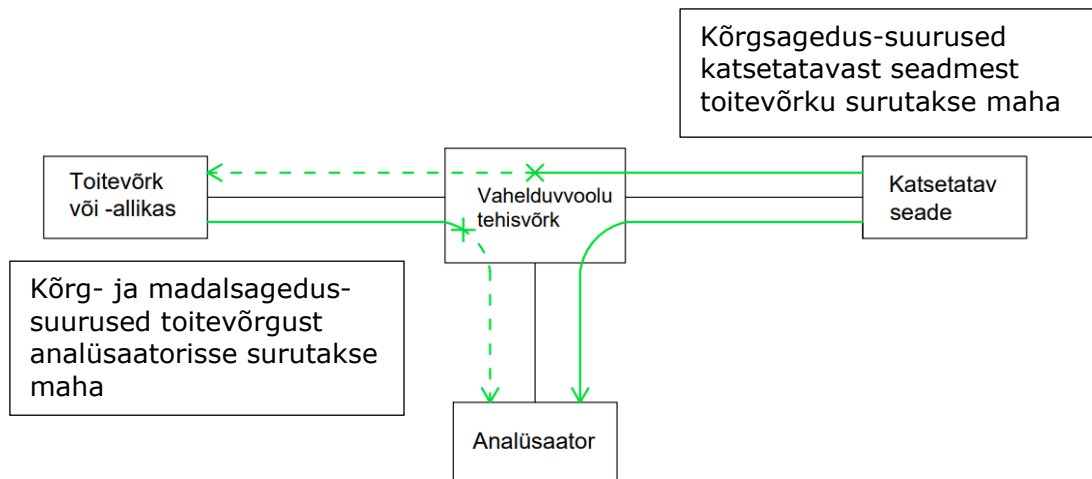 Kõrgsagedus-suurused
katsetatavast seadmest
toitevõrku surutakse maha
Toitevõrk
või -allikas
Vahelduvvoolu
tehisvõrk
Katsetatav
seade
Kõrg- ja madalsagedus-
suurused toitevõrgust
analüsaatorisse surutakse
maha
Analüsaator